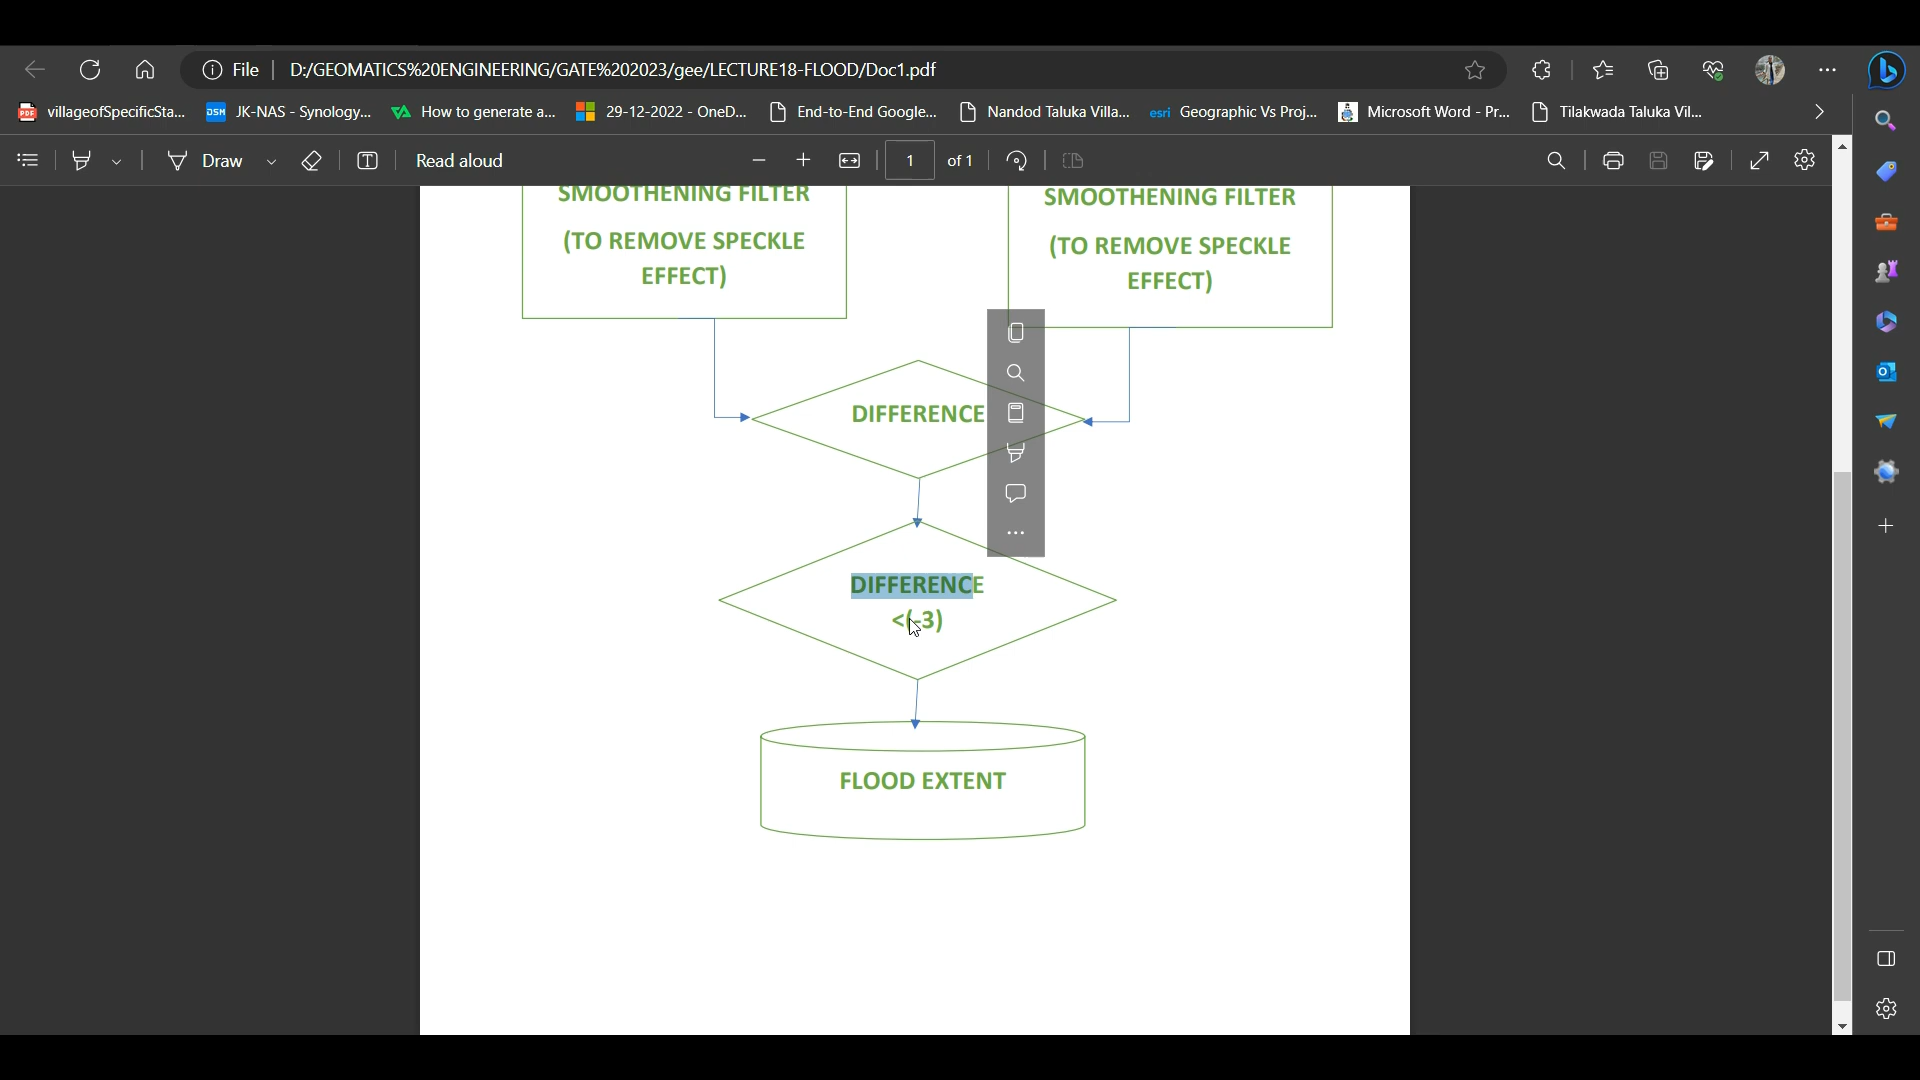 File
D:/GEOMATICS%20ENGINEERING/GATE%202023/gee/LECTURE18-FLOOD/Doc1.pdf
villageofSpecificSta...
JK-NAS - Synology...
How to generate a...
29-12-2022 - OneD...
End-to-End Google...
Nandod Taluka Villa...
esri
Geographic Vs Proj...
Microsoft Word - Pr...
Tilakwada Taluka Vil...
Draw
Read aloud
1
of 1
SMOOTHENING FILTER
(TO REMOVE SPECKLE
EFFECT)
SMOOTHENING FILTER
(TO REMOVE SPECKLE
EFFECT)
DIFFERENCE
DIFFERENCE
<(-3)
FLOOD EXTENT